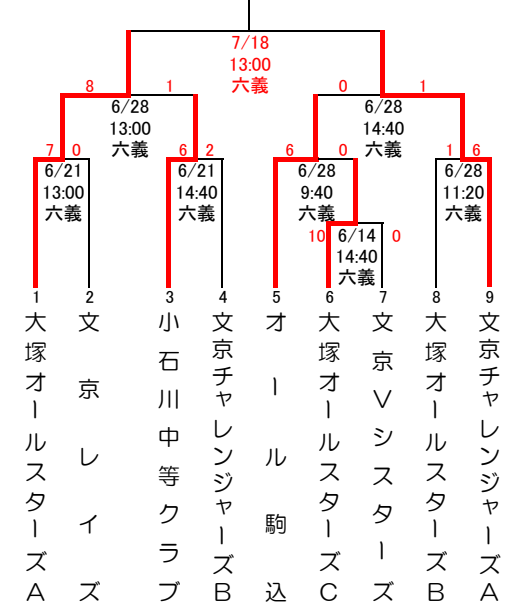 7/18
13:00
六義
8 1 0 1
6/28
13:00
六義
6/28
14:40
六義
7 0 6 2 6 0 1 6
6/21
13:00
六義
6/21
14:40
六義
6/28
9:40
六義
6/28
11:20
六義
10 6/14 0
14:40
六義
1 2 3 4 5 6 7 8 9
大塚オールスターズA
文京レイズ
小石川中等クラブ
文京チャレンジャーズB
オール駒込
大塚オールスターズC
文京Vシスターズ
大塚オールスターズB
文京チャレンジャーズA